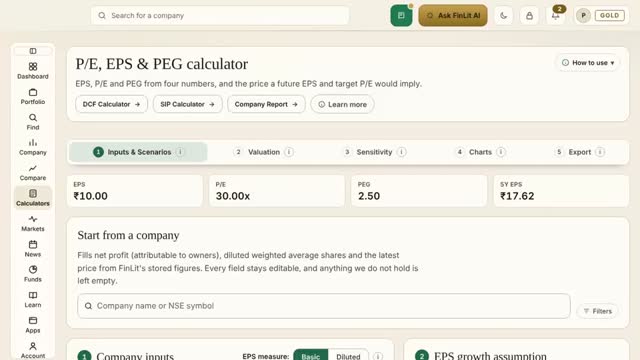 Search for a company
Ask FinLit AI
2
P
GOLD
Dashboard
Portfolio
Find
Company
Compare
Calculators
Markets
News
Funds
Learn
Apps
Account
P/E, EPS & PEG calculator
How to use ▾
EPS, P/E and PEG from four numbers, and the price a future EPS and target P/E would imply.
DCF Calculator →
SIP Calculator →
Company Report →
Learn more
1 Inputs & Scenarios i
2 Valuation i
3 Sensitivity i
4 Charts i
5 Export i
EPS
₹10.00
P/E
30.00x
PEG
2.50
5Y EPS
₹17.62
Start from a company
Fills net profit (attributable to owners), diluted weighted average shares and the latest
price from FinLit's stored figures. Every field stays editable, and anything we do not hold is
left empty.
Company name or NSE symbol
Filters
1 Company inputs
EPS measure: Basic Diluted i
2 EPS growth assumption